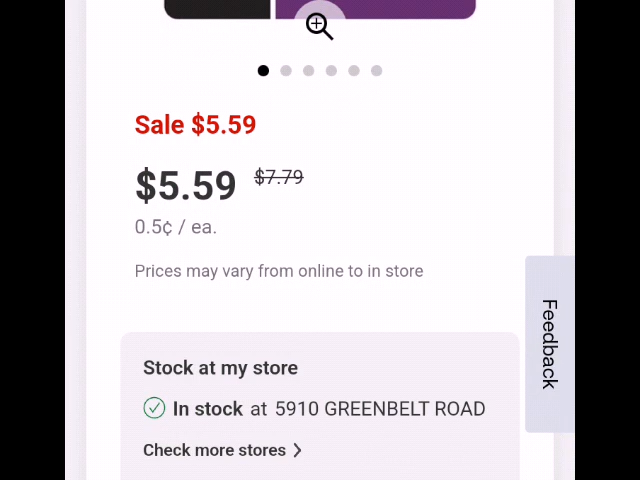 Sale $5.59
$5.59 $7.79
0.5¢ / ea.
Prices may vary from online to in store
Feedback
Stock at my store
In stock at 5910 GREENBELT ROAD
Check more stores